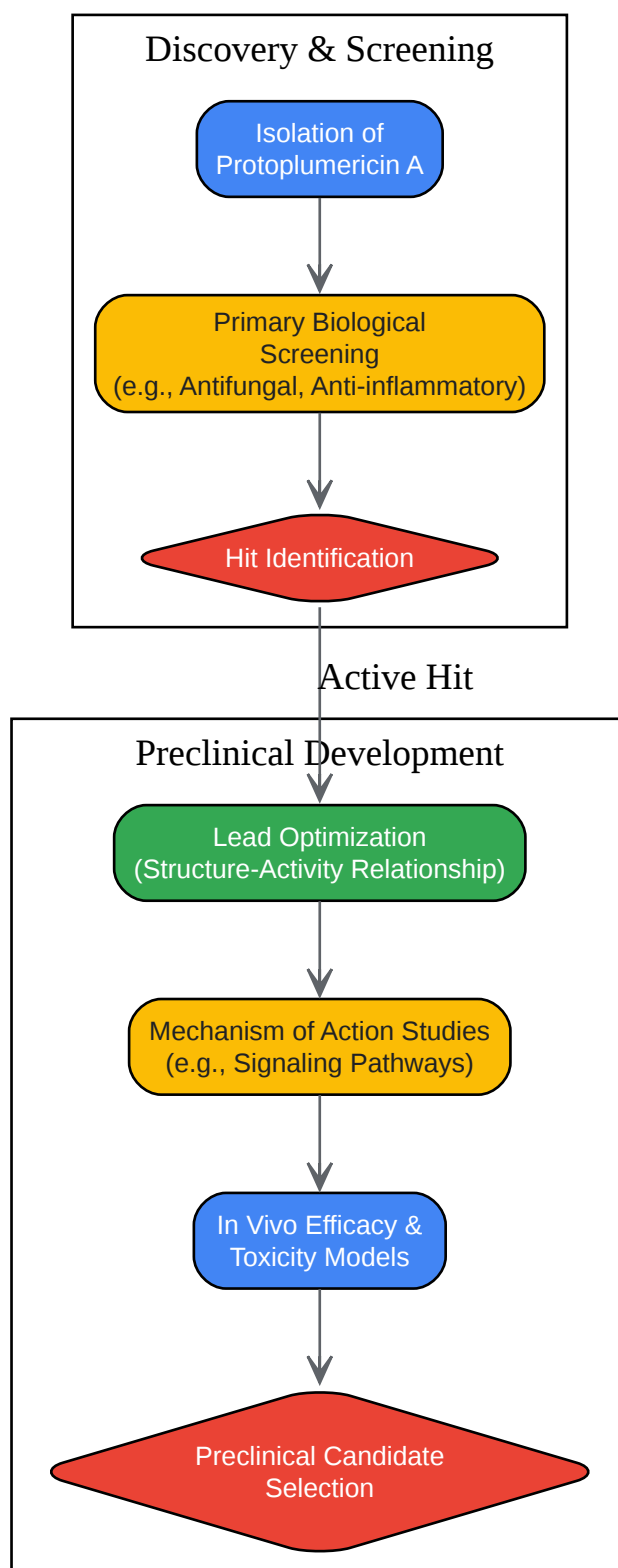 Discovery & Screening
Isolation of
Protoplumericin A
Primary Biological
Screening
(e.g., Antifungal, Anti-inflammatory)
Hit Identification
Active Hit
Preclinical Development
Lead Optimization
(Structure-Activity Relationship)
Mechanism of Action Studies
(e.g., Signaling Pathways)
In Vivo Efficacy &
Toxicity Models
Preclinical Candidate
Selection